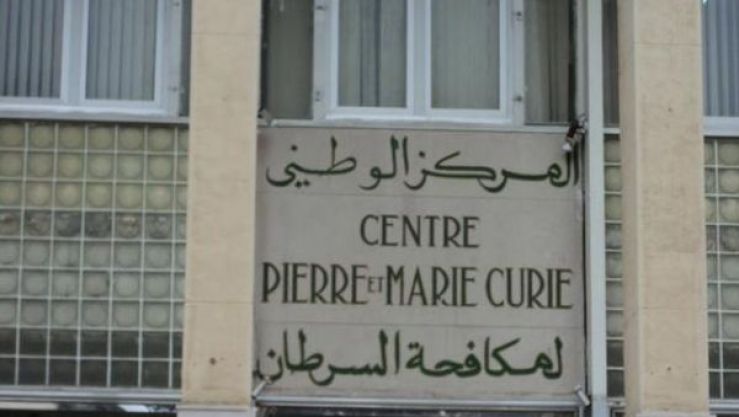 المركز الوطني
CENTRE
PIERRE ET MARIE CURIE
لمكافحة السرطان